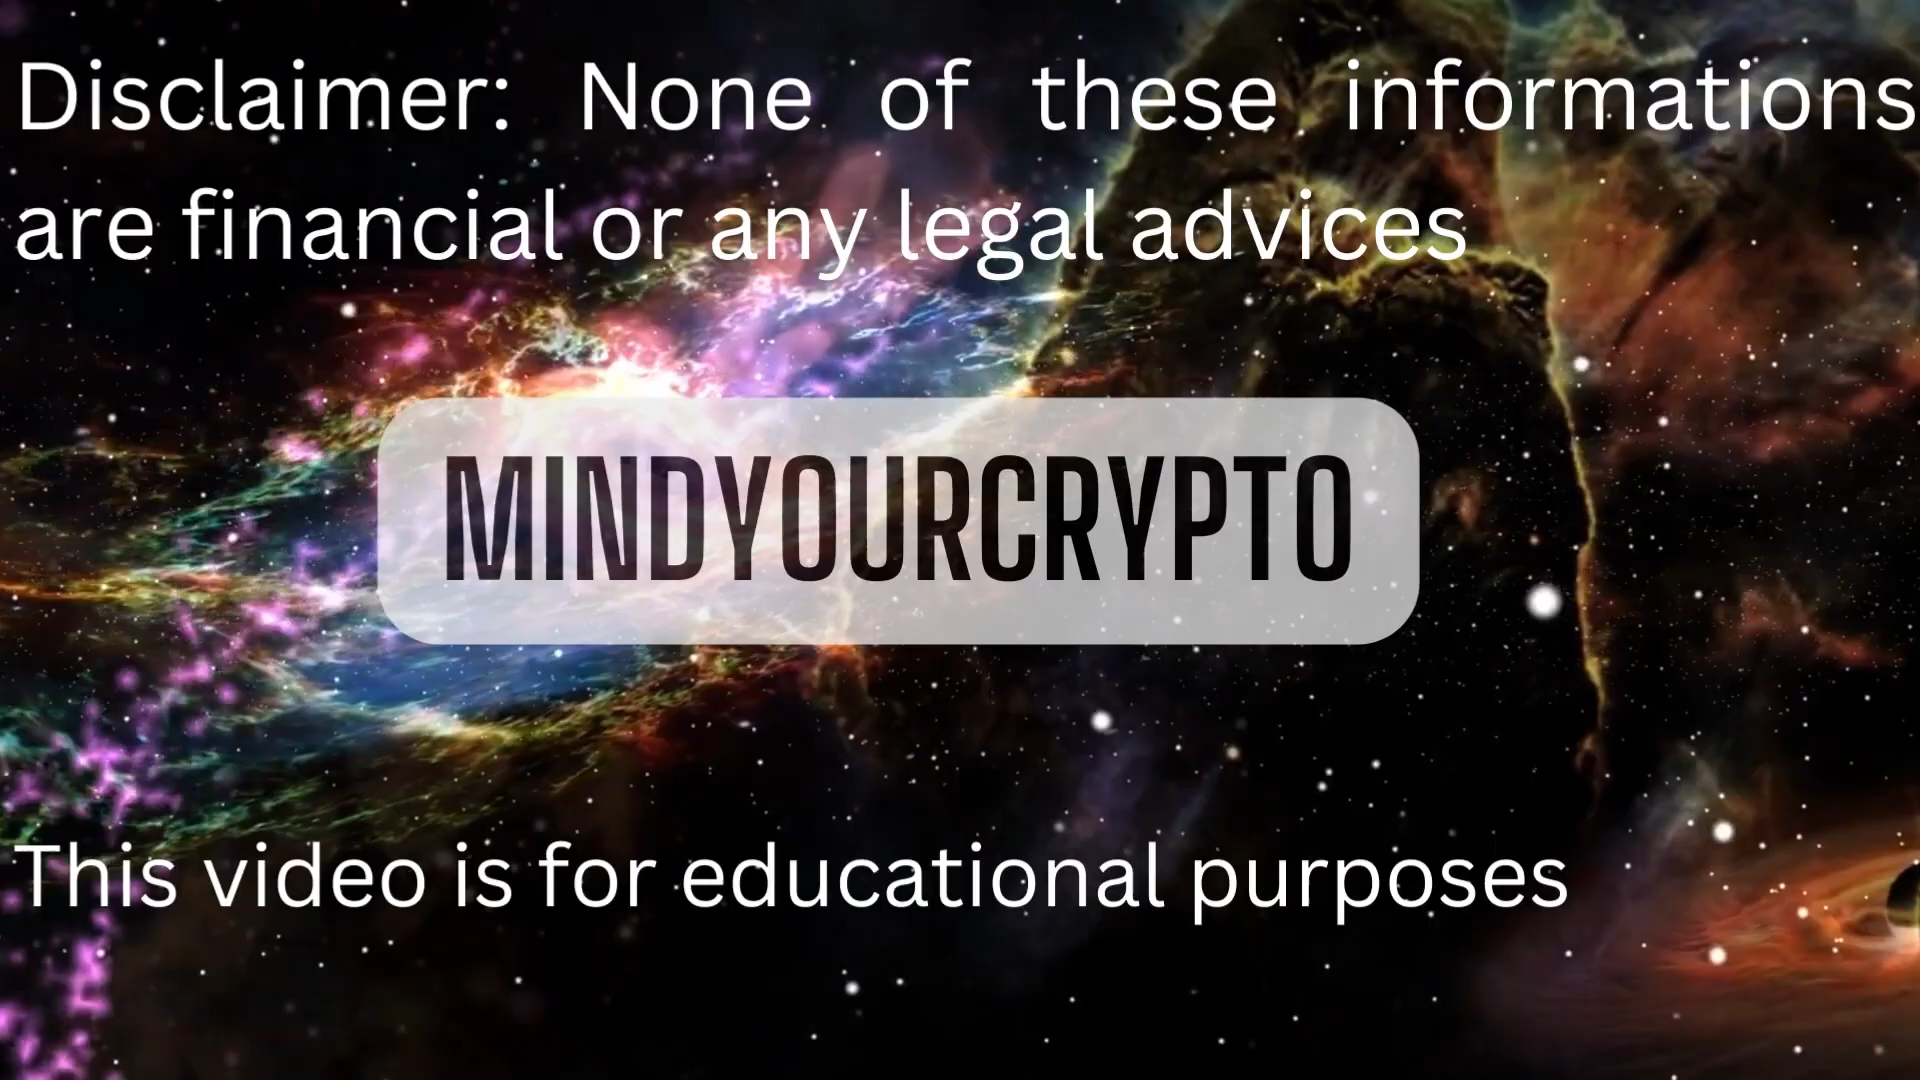 Disclaimer: None of these informations
are financial or any legal advices
MINDYOURCRYPTO
This video is for educational purposes